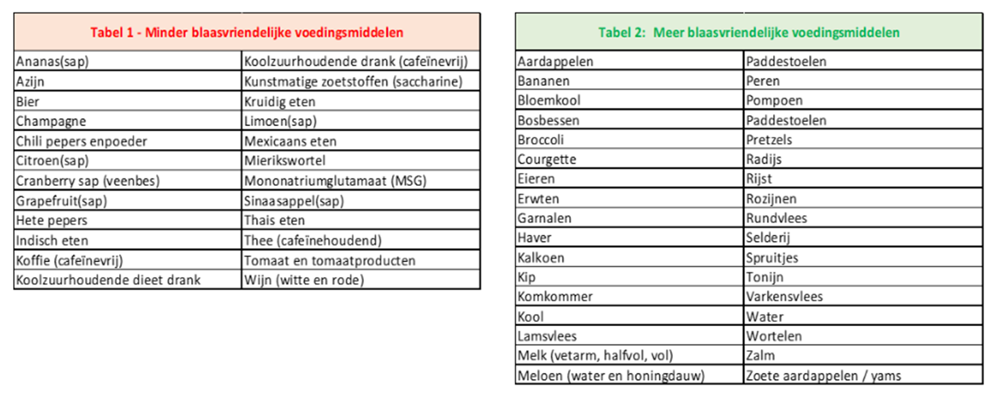 Tabel 1 - Minder blaasvriendelijke voedingsmiddelen
Ananas(sap) Koolzuurhoudende drank (cafeïnevrij)
Azijn Kunstmatige zoetstoffen (saccharine)
Bier Kruidig eten
Champagne Limoen(sap)
Chili pepers enpoeder Mexicaans eten
Citroen(sap) Mierikswortel
Cranberry sap (veenbes) Mononatriumglutamaat (MSG)
Grapefruit(sap) Sinaasappel(sap)
Hete pepers Thais eten
Indisch eten Thee (cafeïnehoudend)
Koffie (cafeïnevrij) Tomaat en tomaatproducten
Koolzuurhoudende dieet drank Wijn (witte en rode)
Tabel 2: Meer blaasvriendelijke voedingsmiddelen
Aardappelen Paddestoelen
Bananen Peren
Bloemkool Pompoen
Bosbessen Paddestoelen
Broccoli Pretzels
Courgette Radijs
Eieren Rijst
Erwten Rozijnen
Garnalen Rundvlees
Haver Selderij
Kalkoen Spruitjes
Kip Tonijn
Komkommer Varkensvlees
Kool Water
Lamsvlees Wortelen
Melk (vetarm, halfvol, vol) Zalm
Meloen (water en honingdauw) Zoete aardappelen / yams